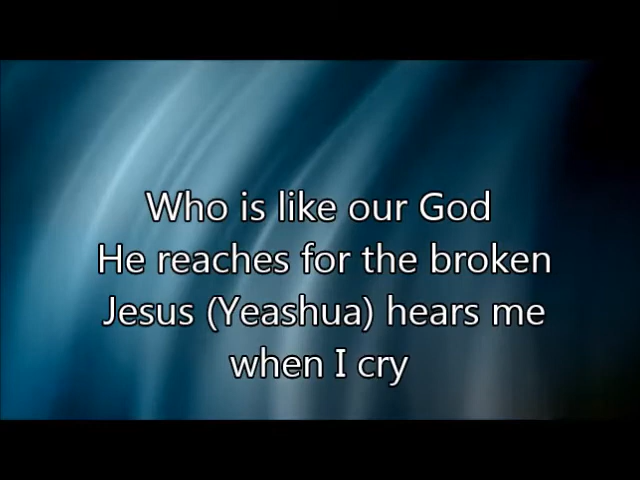 Who is like our God
He reaches for the broken
Jesus (Yeashua) hears me
when I cry